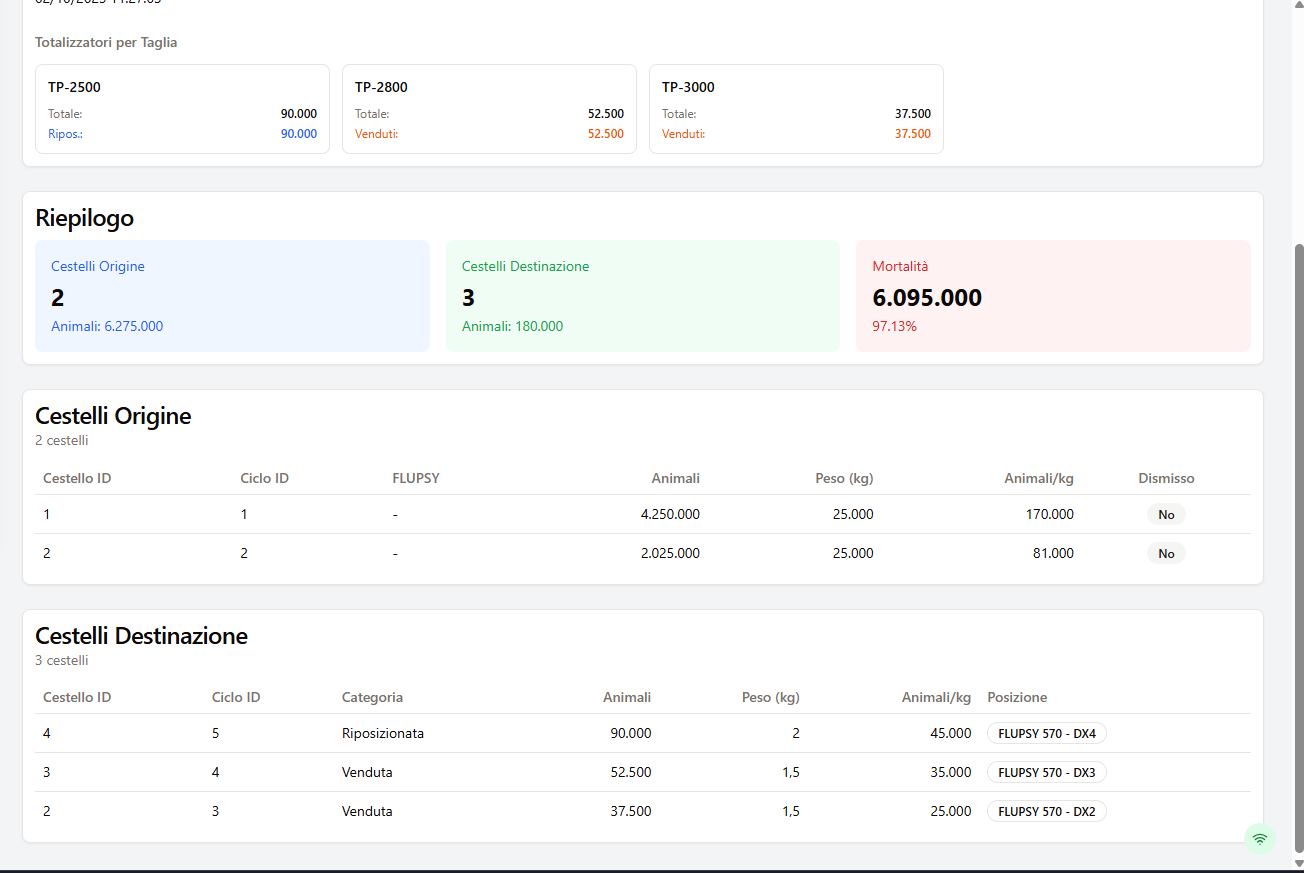 Totalizzatori per Taglia
TP-2500
Totale: 90.000
Ripos.: 90.000
TP-2800
Totale: 52.500
Venduti: 52.500
TP-3000
Totale: 37.500
Venduti: 37.500
Riepilogo
Cestelli Origine
2
Animali: 6.275.000
Cestelli Destinazione
3
Animali: 180.000
Mortalità
6.095.000
97.13%
Cestelli Origine
2 cestelli
Cestello ID Ciclo ID FLUPSY Animali Peso (kg) Animali/kg Dismisso
1 1 - 4.250.000 25.000 170.000 No
2 2 - 2.025.000 25.000 81.000 No
Cestelli Destinazione
3 cestelli
Cestello ID Ciclo ID Categoria Animali Peso (kg) Animali/kg Posizione
4 5 Riposizionata 90.000 2 45.000 FLUPSY 570 - DX4
3 4 Venduta 52.500 1,5 35.000 FLUPSY 570 - DX3
2 3 Venduta 37.500 1,5 25.000 FLUPSY 570 - DX2